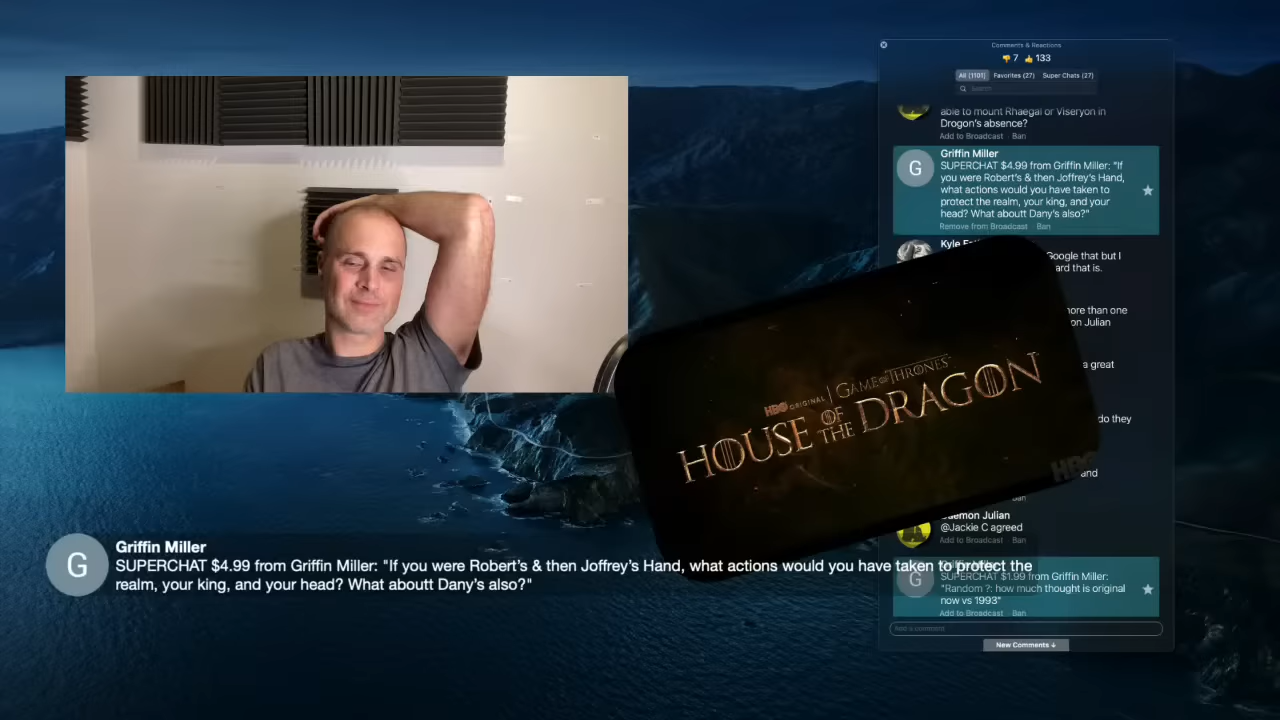 Comments & Reactions
👎 7 👍 133
All (1101) Favorites (27) Super Chats (27)
Search
able to mount Rhaegal or Viseryon in
Drogon's absence?
Add to Broadcast · Ban
G
Griffin Miller
SUPERCHAT $4.99 from Griffin Miller: "If
you were Robert's & then Joffrey's Hand,
what actions would you have taken to
protect the realm, your king, and your
head? What aboutt Dany's also?"
Remove from Broadcast · Ban
Kyle
Google that but I
that is.
more than one
on Julian
a great
do they
and
HBO ORIGINAL | GAME OF THRONES
HOUSE OF THE DRAGON
HBO
Julian
@Jackie C agreed
Add to Broadcast · Ban
G
SUPERCHAT $1.99 from Griffin Miller:
"Random ?: how much thought is original
now vs 1993"
Add to Broadcast · Ban
Add a comment
New Comments ↓
G
Griffin Miller
SUPERCHAT $4.99 from Griffin Miller: "If you were Robert's & then Joffrey's Hand, what actions would you have taken to protect the
realm, your king, and your head? What aboutt Dany's also?"